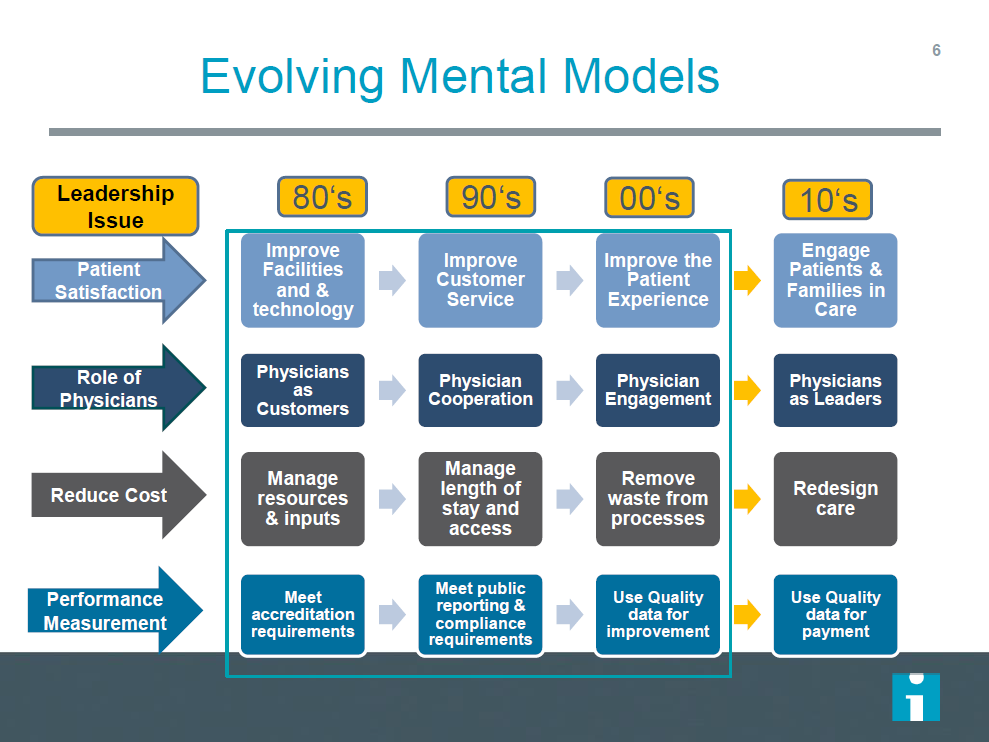 6
Evolving Mental Models
Leadership
Issue
80‘s
90‘s
00‘s
10‘s
Patient
Satisfaction
Improve
Facilities
and &
technology
Improve
Customer
Service
Improve the
Patient
Experience
Engage
Patients &
Families in
Care
Role of
Physicians
Physicians
as
Customers
Physician
Cooperation
Physician
Engagement
Physicians
as Leaders
Reduce Cost
Manage
resources
& inputs
Manage
length of
stay and
access
Remove
waste from
processes
Redesign
care
Performance
Measurement
Meet
accreditation
requirements
Meet public
reporting &
compliance
requirements
Use Quality
data for
improvement
Use Quality
data for
payment
i